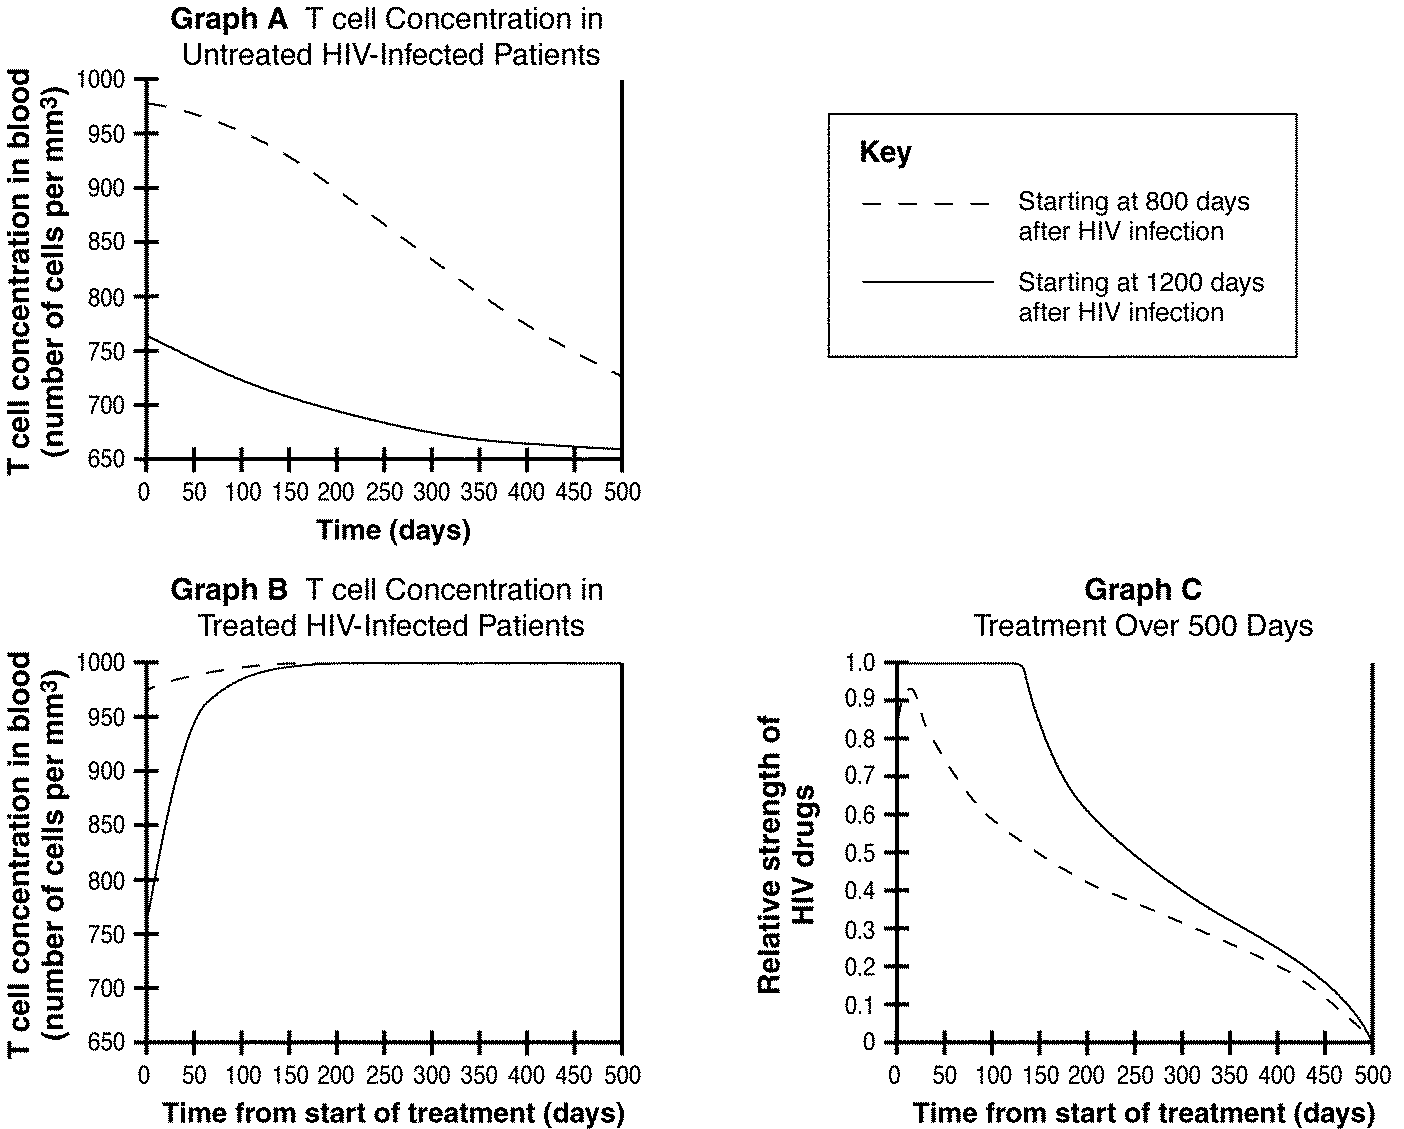 Graph A T cell Concentration in
Untreated HIV-Infected Patients
T cell concentration in blood
(number of cells per mm³)
1000
950
900
850
800
750
700
650
0 50 100 150 200 250 300 350 400 450 500
Time (days)
Key
Starting at 800 days
after HIV infection
Starting at 1200 days
after HIV infection
Graph B T cell Concentration in
Treated HIV-Infected Patients
T cell concentration in blood
(number of cells per mm³)
1000
950
900
850
800
750
700
650
0 50 100 150 200 250 300 350 400 450 500
Time from start of treatment (days)
Graph C
Treatment Over 500 Days
Relative strength of
HIV drugs
1.0
0.9
0.8
0.7
0.6
0.5
0.4
0.3
0.2
0.1
0
0 50 100 150 200 250 300 350 400 450 500
Time from start of treatment (days)